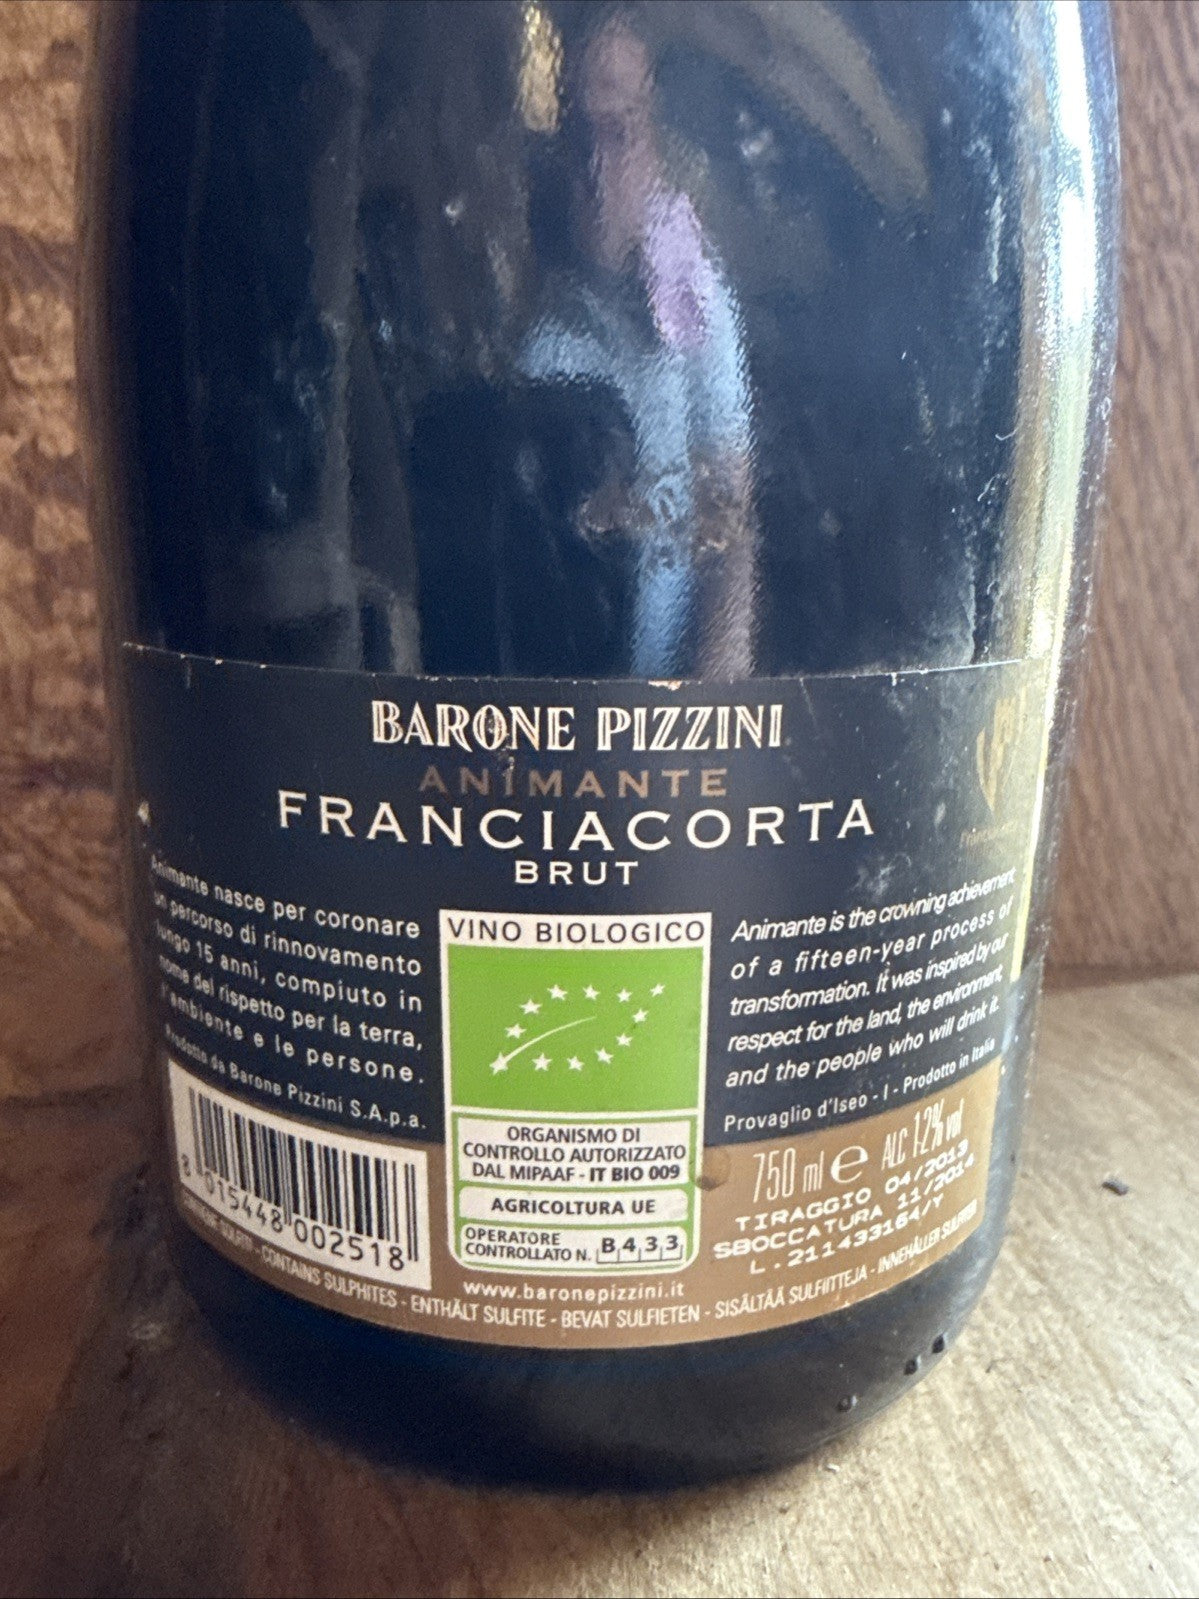 BARONE PIZZINI
ANIMANTE
FRANCIACORTA
BRUT
Animante nasce per coronare
un percorso di rinnovamento
lungo 15 anni, compiuto in
nome del rispetto per la terra,
l'ambiente e le persone.
Prodotto da Barone Pizzini S.A.p.a.
8 015448 002518
VINO BIOLOGICO
ORGANISMO DI
CONTROLLO AUTORIZZATO
DAL MIPAAF - IT BIO 009
AGRICOLTURA UE
OPERATORE
CONTROLLATO N. B433
www.baronepizzini.it
Animante is the crowning achievement
of a fifteen-year process of
transformation. It was inspired by our
respect for the land, the environment,
and the people who will drink it.
Provaglio d'Iseo - I - Prodotto in Italia
750 ml e ALC 12% vol
TIRAGGIO 04/2013
SBOCCATURA 11/2014
L.211433164/Y
SOLFITI - CONTAINS SULPHITES - ENTHÄLT SULFITE - BEVAT SULFIETEN - SISÄLTÄÄ SULFIITTEJA - INNEHÅLLER SULFITER